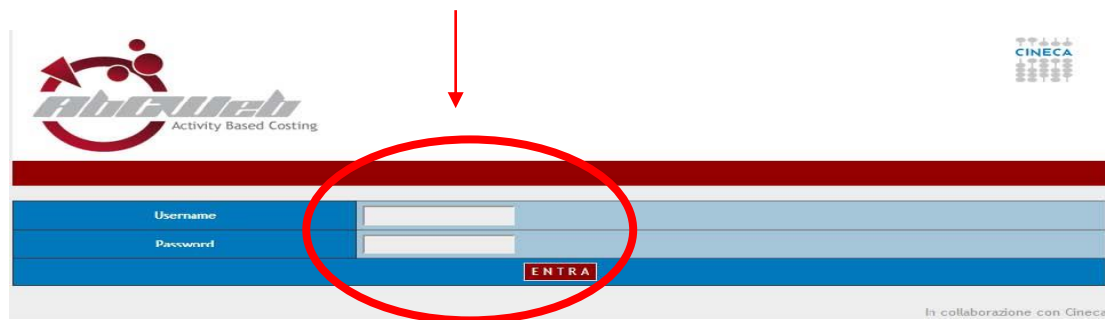 CINECA
AbCWeb
Activity Based Costing
Username
Password
ENTRA
In collaborazione con Cineca